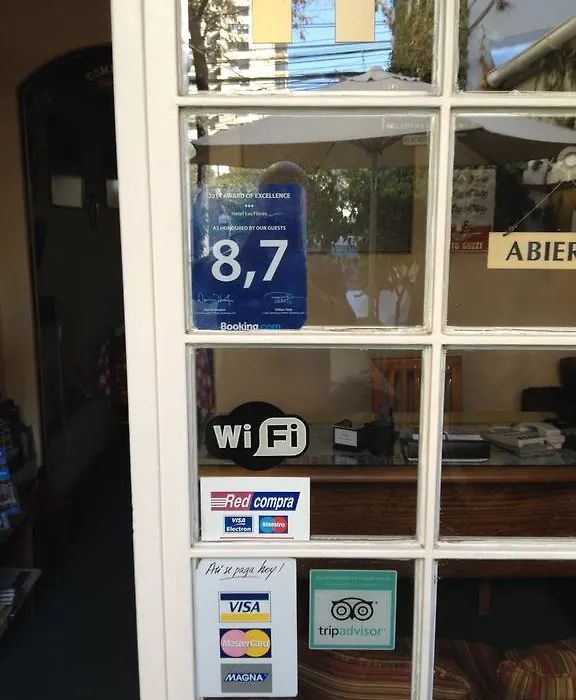 2014 AWARD OF EXCELLENCE
Hotel Las Flores
AS HONOURED BY OUR GUESTS
8,7
Booking.com
ABIER
WiFi
Redcompra
VISA
Electron
Maestro
Así se paga hoy!
VISA
MasterCard
MAGNA
tripadvisor